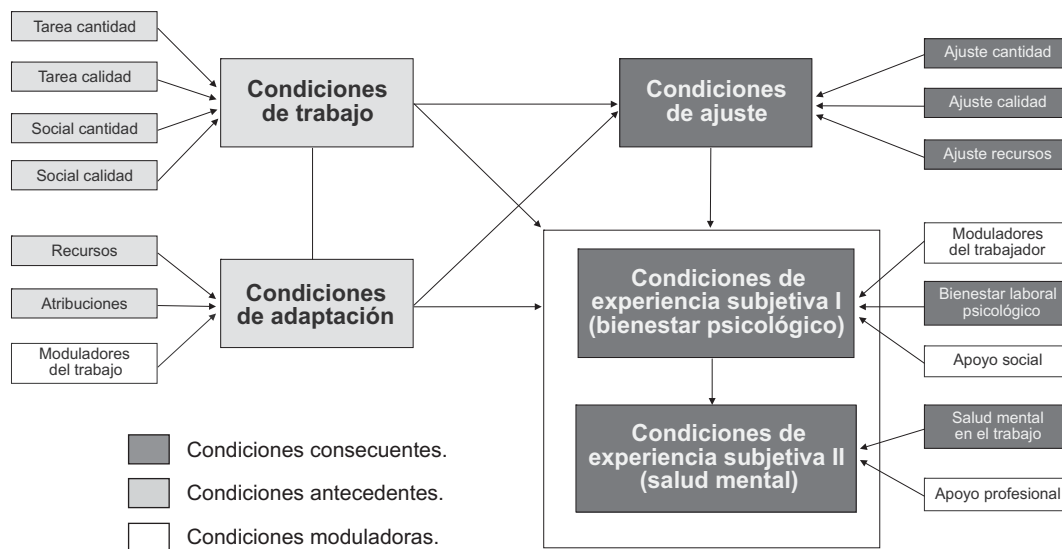 Tarea cantidad
Tarea calidad
Social cantidad
Social calidad
Condiciones
de trabajo
Condiciones
de ajuste
Ajuste cantidad
Ajuste calidad
Ajuste recursos
Recursos
Atribuciones
Moduladores
del trabajo
Condiciones
de adaptación
Condiciones de
experiencia subjetiva I
(bienestar psicológico)
Moduladores
del trabajador
Bienestar laboral
psicológico
Apoyo social
Condiciones de
experiencia subjetiva II
(salud mental)
Salud mental
en el trabajo
Apoyo profesional
Condiciones consecuentes.
Condiciones antecedentes.
Condiciones moduladoras.